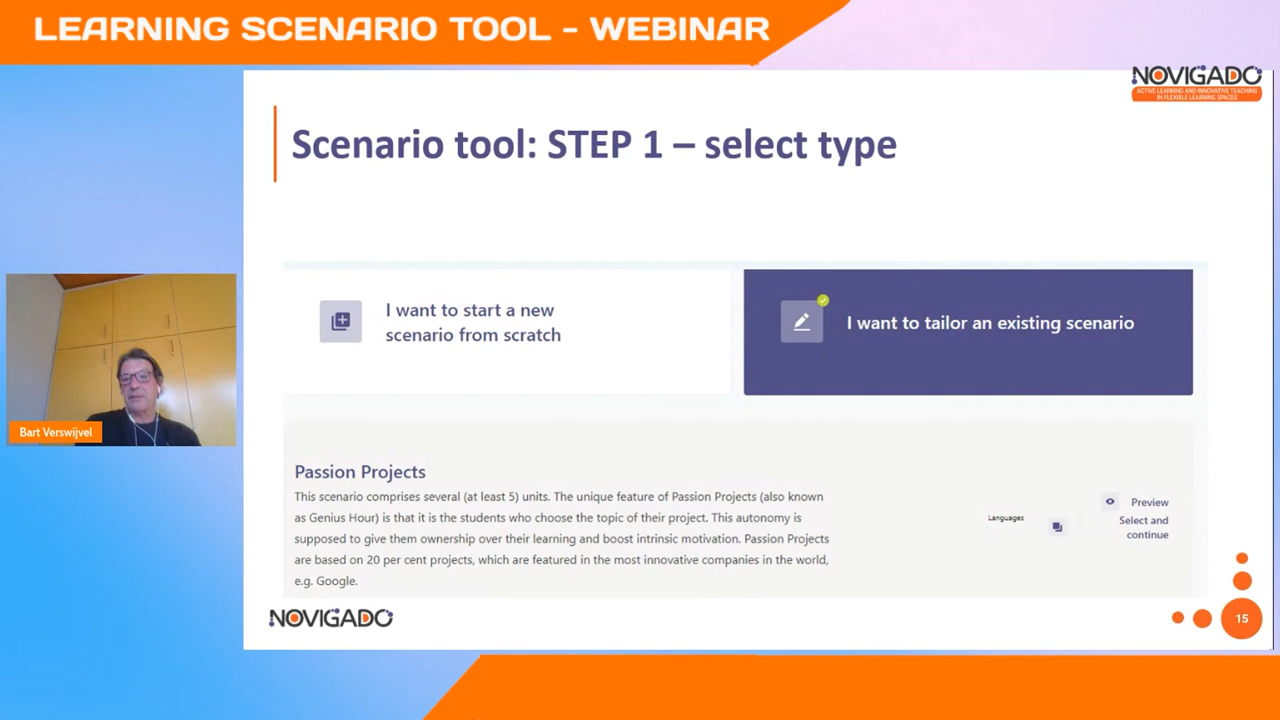 LEARNING SCENARIO TOOL - WEBINAR
NOVIGADO
ACTIVE LEARNING AND INNOVATIVE TEACHING
IN FLEXIBLE LEARNING SPACES
Scenario tool: STEP 1 – select type
I want to start a new
scenario from scratch
I want to tailor an existing scenario
Bart Verswijvel
Passion Projects
This scenario comprises several (at least 5) units. The unique feature of Passion Projects (also known
as Genius Hour) is that it is the students who choose the topic of their project. This autonomy is
supposed to give them ownership over their learning and boost intrinsic motivation. Passion Projects
are based on 20 per cent projects, which are featured in the most innovative companies in the world,
e.g. Google.
Languages
Preview
Select and
continue
NOVIGADO
15